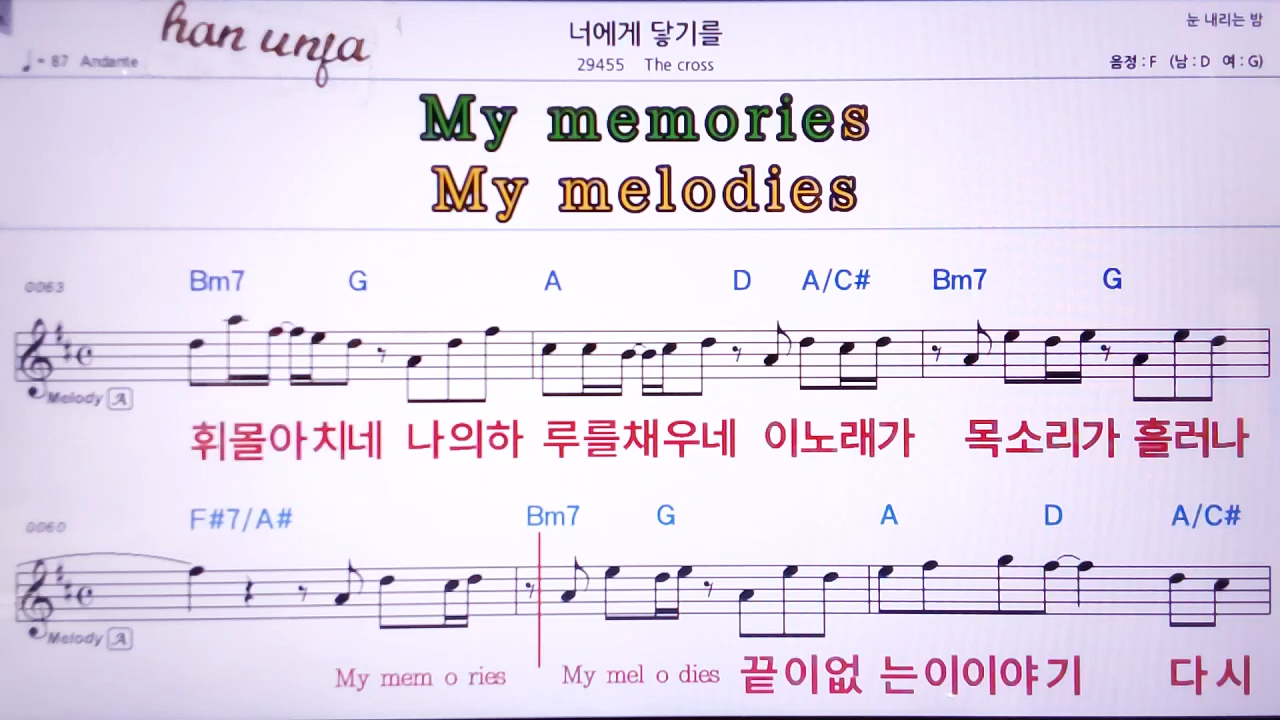 han unja
너에게 닿기를
눈 내리는 밤
♩= 87 Andante
29455 The cross
음정 : F (남 : D 여 : G)
My memories
My melodies
0063 Bm7 G A D A/C# Bm7 G
Melody A
휘몰아치네 나의하 루를채우네 이노래가 목소리가 흘러나
0060 F#7/A# Bm7 G A D A/C#
Melody A
My mem o ries My mel o dies 끝이없 는이이야기 다시